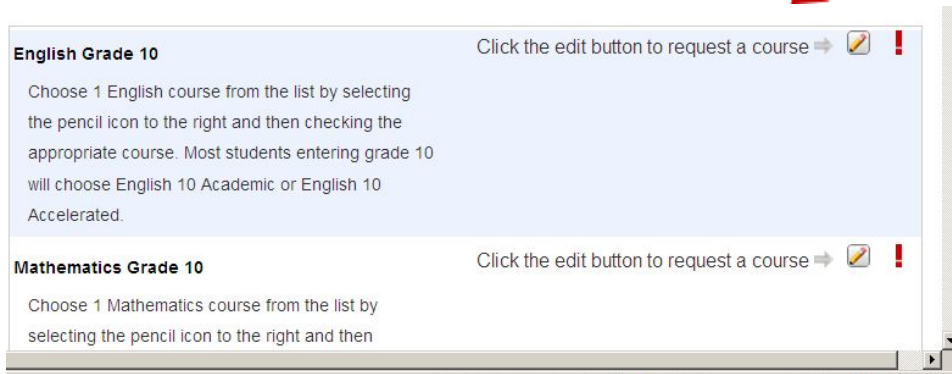 English Grade 10
Click the edit button to request a course
Choose 1 English course from the list by selecting
the pencil icon to the right and then checking the
appropriate course. Most students entering grade 10
will choose English 10 Academic or English 10
Accelerated.
Mathematics Grade 10
Click the edit button to request a course
Choose 1 Mathematics course from the list by
selecting the pencil icon to the right and then